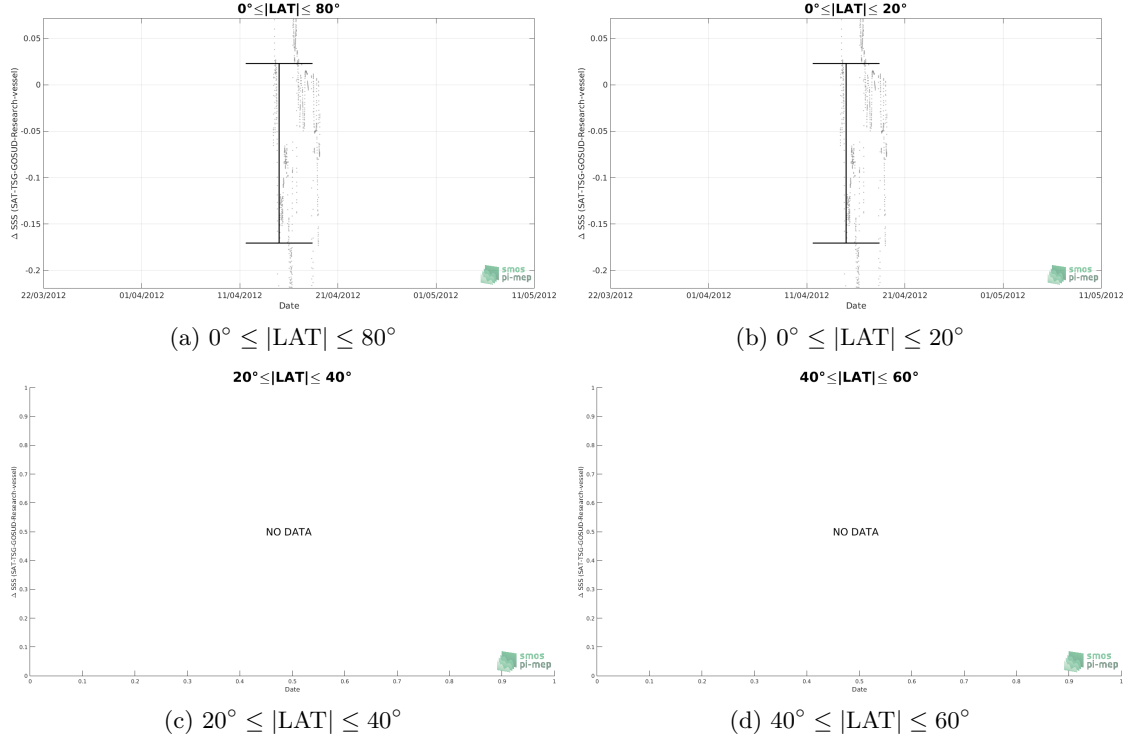 0°≤|LAT|≤ 80°
0.05
0
-0.05
-0.1
-0.15
-0.2
Δ SSS (SAT-TSG-GOSUD-Research-vessel)
22/03/2012 01/04/2012 11/04/2012 21/04/2012 01/05/2012 11/05/2012
Date
smos
pi-mep
(a) 0° ≤ |LAT| ≤ 80°
0°≤|LAT|≤ 20°
0.05
0
-0.05
-0.1
-0.15
-0.2
Δ SSS (SAT-TSG-GOSUD-Research-vessel)
22/03/2012 01/04/2012 11/04/2012 21/04/2012 01/05/2012 11/05/2012
Date
smos
pi-mep
(b) 0° ≤ |LAT| ≤ 20°
20°≤|LAT|≤ 40°
1
0.9
0.8
0.7
0.6
0.5
0.4
0.3
0.2
0.1
0
Δ SSS (SAT-TSG-GOSUD-Research-vessel)
NO DATA
0 0.1 0.2 0.3 0.4 0.5 0.6 0.7 0.8 0.9 1
Date
smos
pi-mep
(c) 20° ≤ |LAT| ≤ 40°
40°≤|LAT|≤ 60°
1
0.9
0.8
0.7
0.6
0.5
0.4
0.3
0.2
0.1
0
Δ SSS (SAT-TSG-GOSUD-Research-vessel)
NO DATA
0 0.1 0.2 0.3 0.4 0.5 0.6 0.7 0.8 0.9 1
Date
smos
pi-mep
(d) 40° ≤ |LAT| ≤ 60°